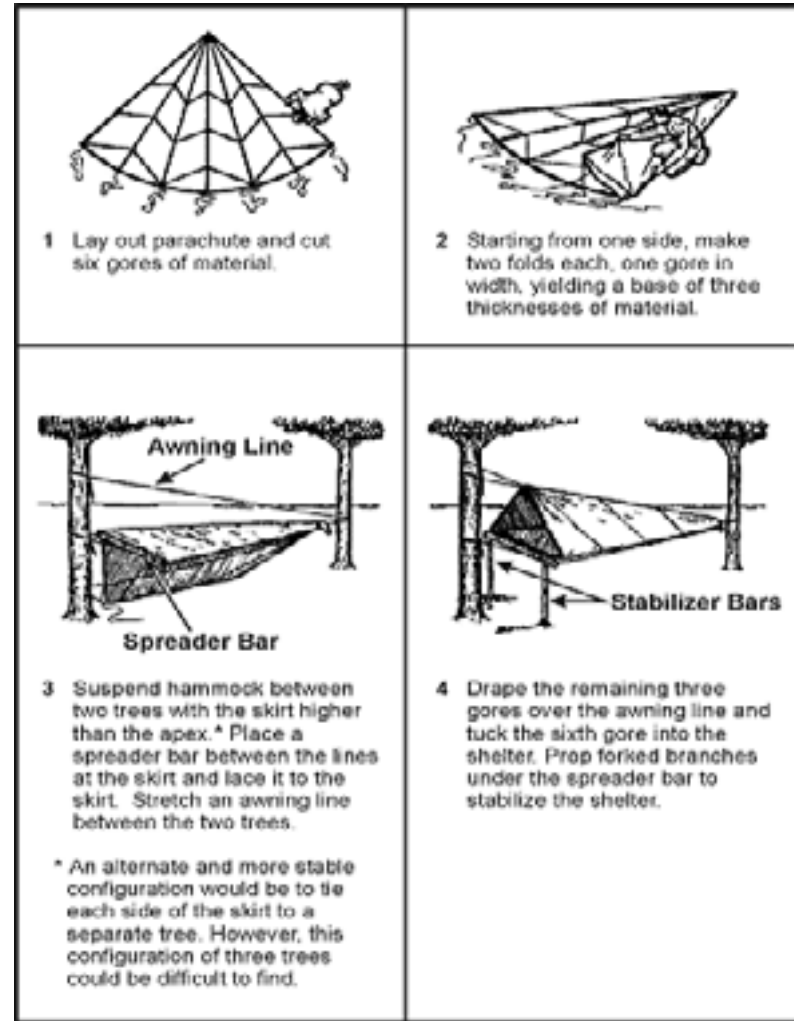 1 Lay out parachute and cut
six gores of material.
2 Starting from one side, make
two folds each, one gore in
width, yielding a base of three
thicknesses of material.
Awning Line
Spreader Bar
3 Suspend hammock between
two trees with the skirt higher
than the apex.* Place a
spreader bar between the lines
at the skirt and lace it to the
skirt. Stretch an awning line
between the two trees.
* An alternate and more stable
configuration would be to tie
each side of the skirt to a
separate tree. However, this
configuration of three trees
could be difficult to find.
Stabilizer Bars
4 Drape the remaining three
gores over the awning line and
tuck the sixth gore into the
shelter. Prop forked branches
under the spreader bar to
stabilize the shelter.